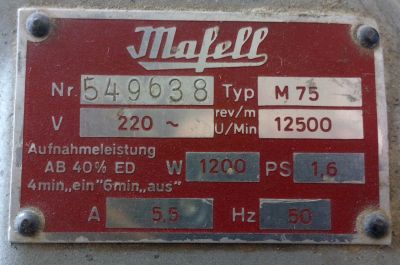 Mafell
Nr. 549638 Typ M 75
V 220 ~ rev/m U/Min 12500
Aufnahmeleistung
AB 40% ED W 1200 PS 1,6
4min„ein"6min„aus"
A 5,5 Hz 50